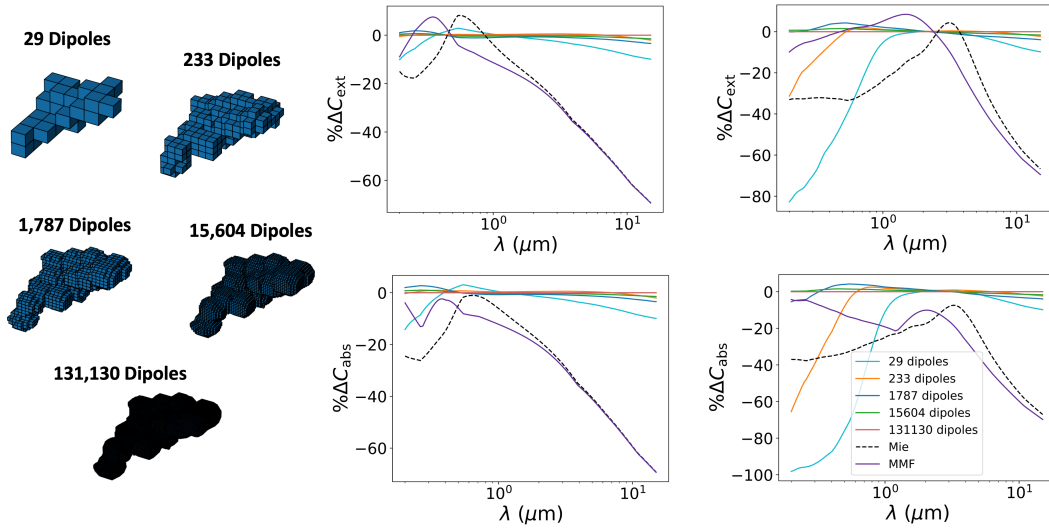 29 Dipoles
233 Dipoles
1,787 Dipoles
15,604 Dipoles
131,130 Dipoles
%ΔC_ext
0
−20
−40
−60
10^0
10^1
λ (μm)
%ΔC_ext
0
−20
−40
−60
−80
10^0
10^1
λ (μm)
%ΔC_abs
0
−20
−40
−60
10^0
10^1
λ (μm)
%ΔC_abs
0
−20
−40
−60
−80
−100
10^0
10^1
λ (μm)
29 dipoles
233 dipoles
1787 dipoles
15604 dipoles
131130 dipoles
Mie
MMF